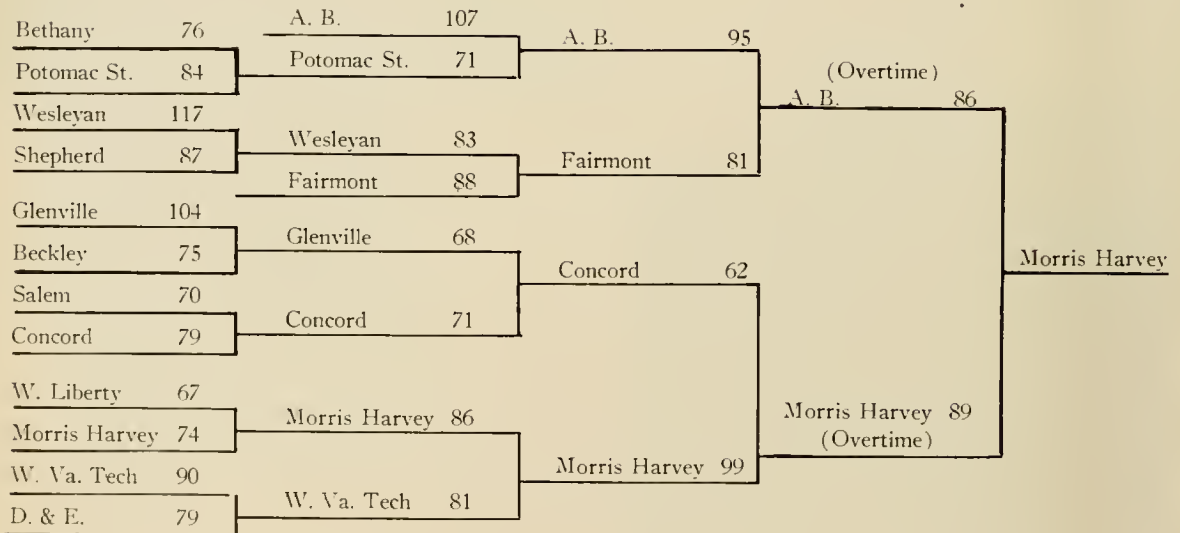 Bethany 76
Potomac St. 84
Wesleyan 117
Shepherd 87
Glenville 104
Beckley 75
Salem 70
Concord 79
W. Liberty 67
Morris Harvey 74
W. Va. Tech 90
D. & E. 79
A. B. 107
Potomac St. 71
Wesleyan 83
Fairmont 88
Glenville 68
Concord 71
Morris Harvey 86
W. Va. Tech 81
A. B. 95
Fairmont 81
Concord 62
Morris Harvey 99
(Overtime)
A. B. 86
Morris Harvey 89
(Overtime)
Morris Harvey